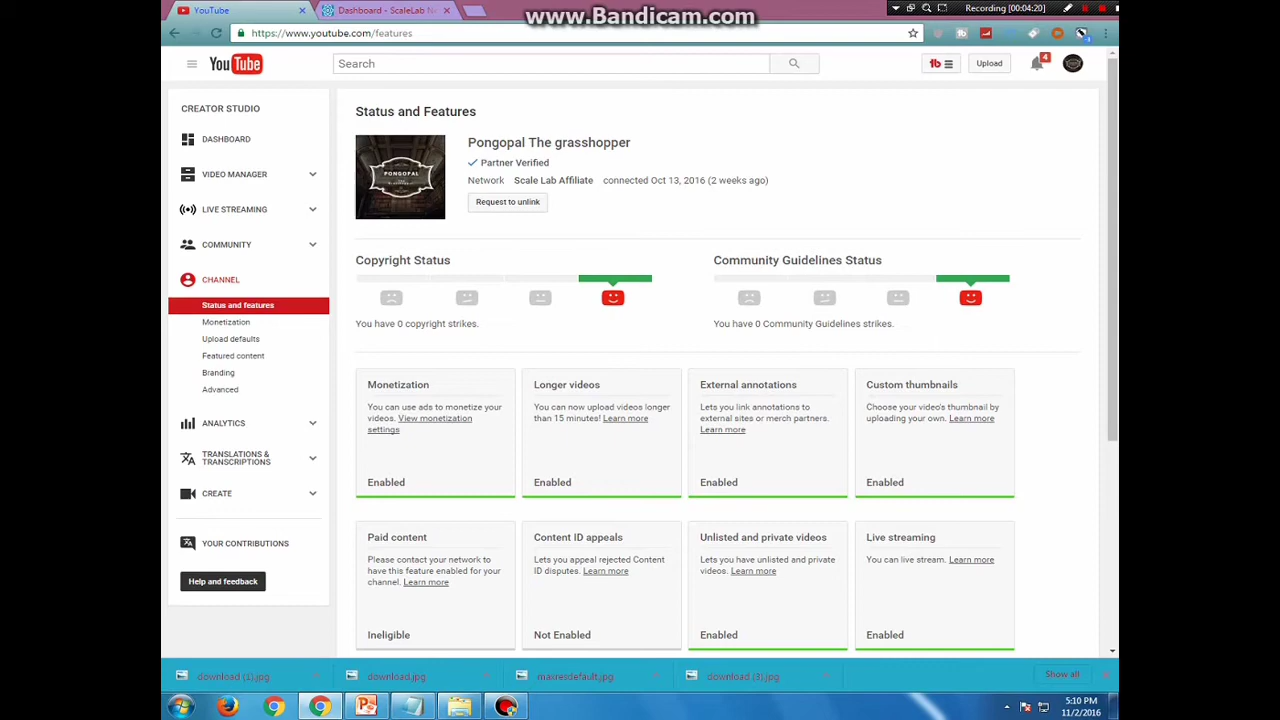 www.Bandicam.com
Recording [00:04:20]
YouTube
Dashboard - ScaleLab Ne
https://www.youtube.com/features
YouTube
Search
Upload
4
CREATOR STUDIO
DASHBOARD
VIDEO MANAGER
LIVE STREAMING
COMMUNITY
CHANNEL
Status and features
Monetization
Upload defaults
Featured content
Branding
Advanced
ANALYTICS
TRANSLATIONS &
TRANSCRIPTIONS
CREATE
YOUR CONTRIBUTIONS
Help and feedback
Status and Features
PONGOPAL
Pongopal The grasshopper
Partner Verified
Network Scale Lab Affiliate connected Oct 13, 2016 (2 weeks ago)
Request to unlink
Copyright Status
You have 0 copyright strikes.
Community Guidelines Status
You have 0 Community Guidelines strikes.
Monetization
You can use ads to monetize your
videos. View monetization
settings
Enabled
Longer videos
You can now upload videos longer
than 15 minutes! Learn more
Enabled
External annotations
Lets you link annotations to
external sites or merch partners.
Learn more
Enabled
Custom thumbnails
Choose your video's thumbnail by
uploading your own. Learn more
Enabled
Paid content
Please contact your network to
have this feature enabled for your
channel. Learn more
Ineligible
Content ID appeals
Lets you appeal rejected Content
ID disputes. Learn more
Not Enabled
Unlisted and private videos
Lets you have unlisted and private
videos. Learn more
Enabled
Live streaming
You can live stream. Learn more
Enabled
download (1).jpg
download.jpg
maxresdefault.jpg
download (3).jpg
Show all
5:10 PM
11/2/2016